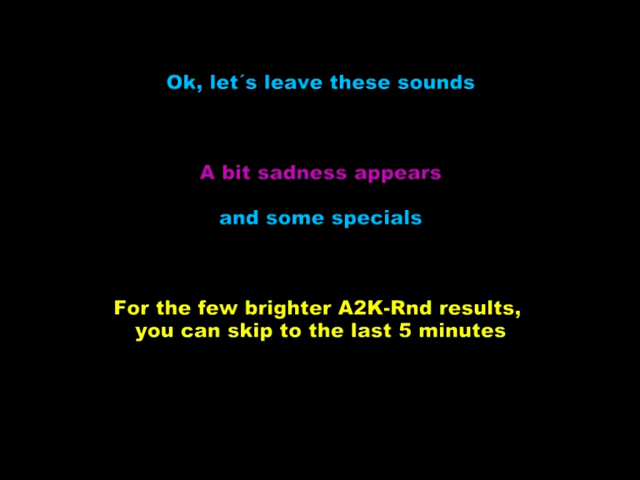 Ok, let´s leave these sounds
A bit sadness appears
and some specials
For the few brighter A2K-Rnd results,
you can skip to the last 5 minutes